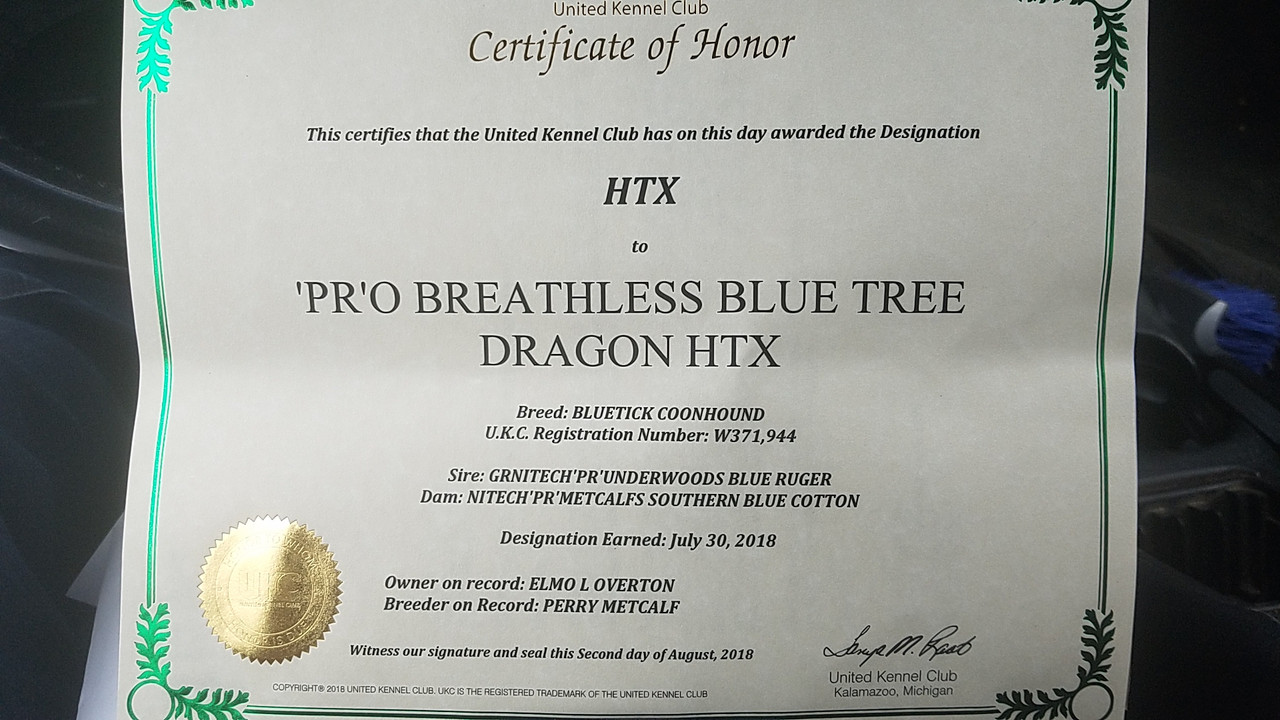 United Kennel Club
Certificate of Honor
This certifies that the United Kennel Club has on this day awarded the Designation
HTX
to
'PR'O BREATHLESS BLUE TREE
DRAGON HTX
Breed: BLUETICK COONHOUND
U.K.C. Registration Number: W371,944
Sire: GRNITECH'PR'UNDERWOODS BLUE RUGER
Dam: NITECH'PR'METCALFS SOUTHERN BLUE COTTON
Designation Earned: July 30, 2018
UKC
Owner on record: ELMO L OVERTON
Breeder on Record: PERRY METCALF
Witness our signature and seal this Second day of August, 2018
United Kennel Club
Kalamazoo, Michigan
COPYRIGHT® 2018 UNITED KENNEL CLUB. UKC IS THE REGISTERED TRADEMARK OF THE UNITED KENNEL CLUB